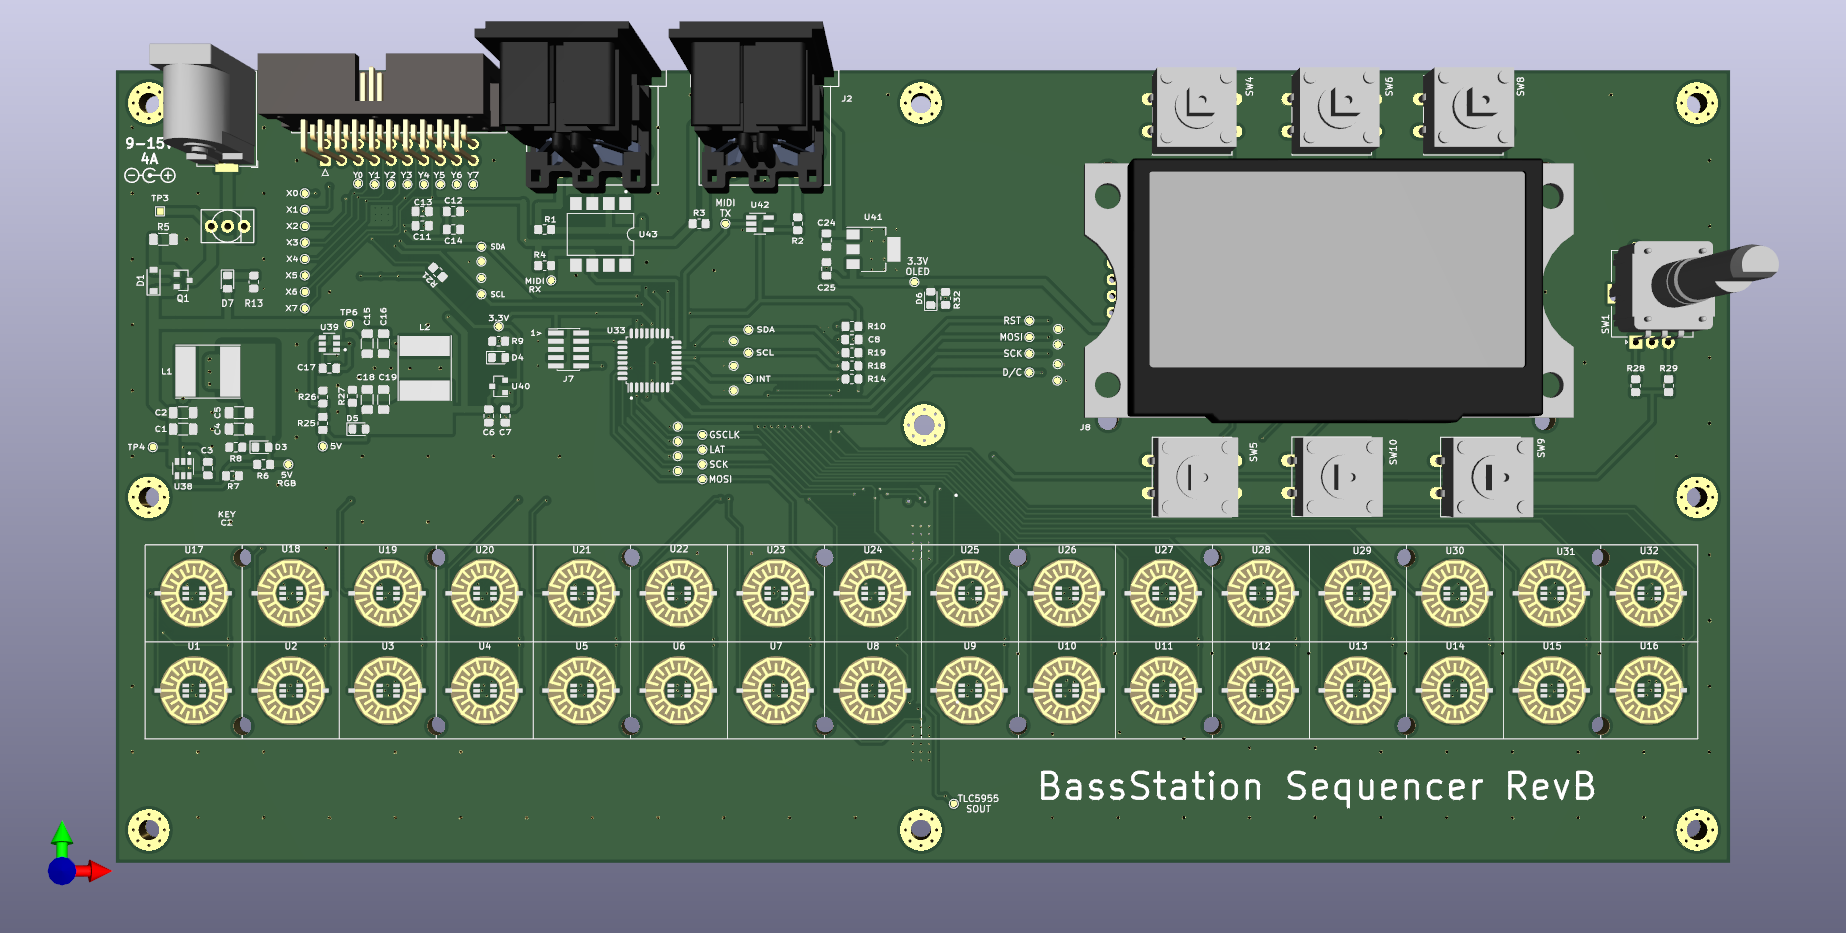 SW4
SW6
SW8
J2
9-15
4A
Y0 Y1 Y2 Y3 Y4 Y5 Y6 Y7
X0
X1
X2
X3
X4
X5
X6
X7
TP3
R5
D1
Q1
D7
R13
C13
C12
C11
C14
R21
SDA
SCL
R1
R4
U43
MIDI
RX
R3
MIDI
TX
U42
R2
C24
C25
U41
3.3V
OLED
D6
R32
SW1
R28
R29
TP6
U39
C15
C16
L2
3.3V
R9
D4
U40
C6
C7
1>
J7
U33
SDA
SCL
INT
R10
C8
R19
R18
R14
RST
MOSI
SCK
D/C
L1
C17
C18
C19
R26
R27
R25
D5
5V
C2
C1
C5
C4
TP4
C3
R8
D3
R6
R7
U38
5V
RGB
GSCLK
LAT
SCK
MOSI
J8
SW5
SW10
SW9
KEY
C2
U17 U18 U19 U20 U21 U22 U23 U24 U25 U26 U27 U28 U29 U30 U31 U32
U1 U2 U3 U4 U5 U6 U7 U8 U9 U10 U11 U12 U13 U14 U15 U16
BassStation Sequencer RevB
TLC5955
SOUT